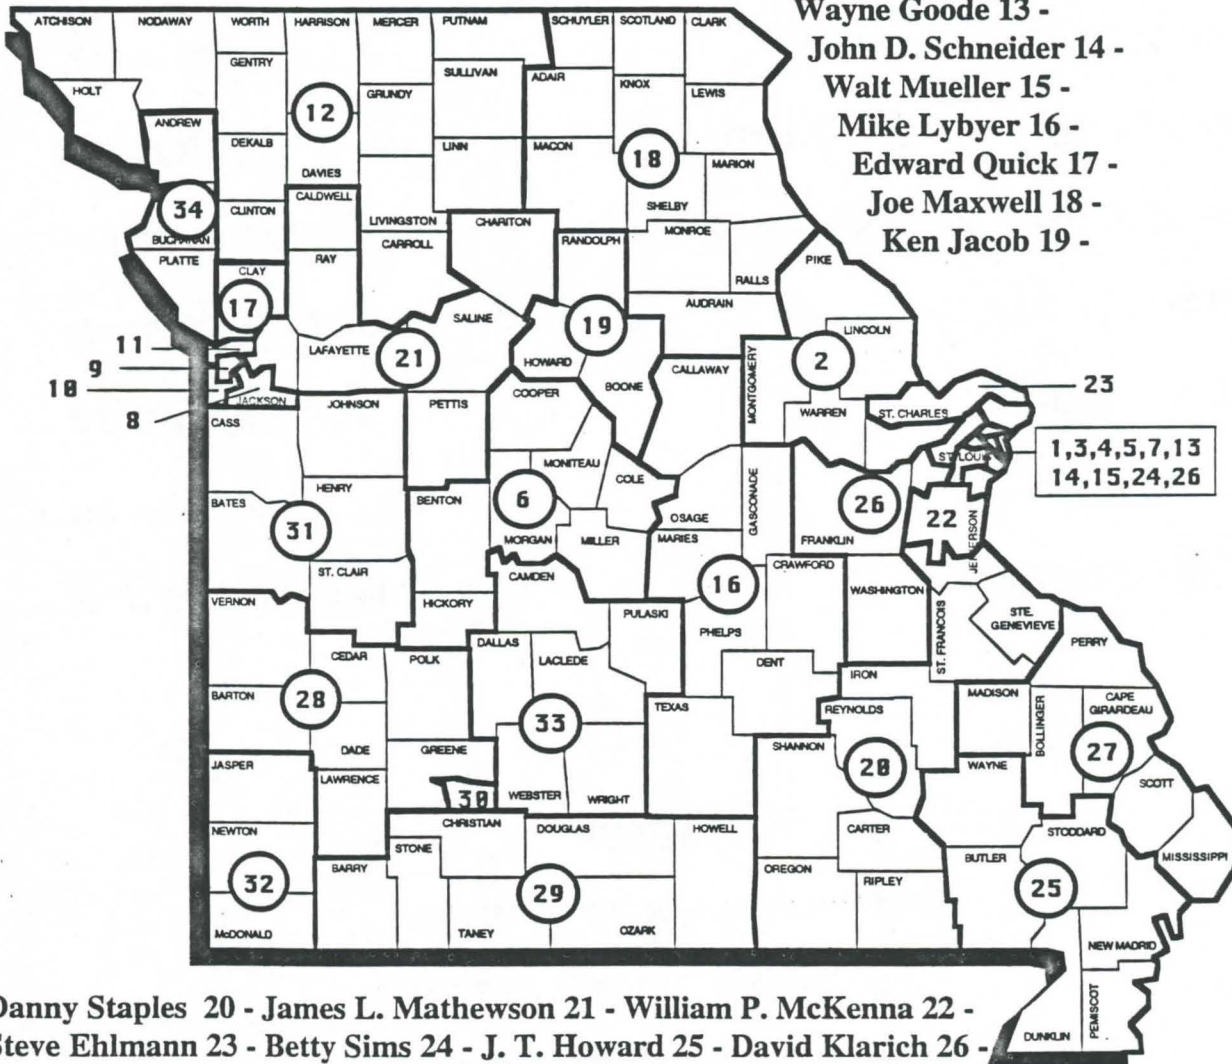 Wayne Goode 13 -
John D. Schneider 14 -
Walt Mueller 15 -
Mike Lybyer 16 -
Edward Quick 17 -
Joe Maxwell 18 -
Ken Jacob 19 -
ATCHISON NODAWAY WORTH HARRISON MERCER PUTNAM SCHUYLER SCOTLAND CLARK
GENTRY
SULLIVAN ADAIR
HOLT GRUNDY KNOX LEWIS
12
ANDREW
DEKALB LINN MACON MARION
18
DAVIES
CALDWELL
34 CLINTON LIVINGSTON CHARITON SHELBY
BUCHANAN CARROLL RANDOLPH MONROE
PLATTE CLAY RAY PIKE
RALLS
17 AUDRAIN
SALINE
19 LINCOLN
11 LAFAYETTE 21 HOWARD 2
9 CALLAWAY MONTGOMERY
10 BOONE 23
8 JACKSON JOHNSON PETTIS COOPER WARREN ST. CHARLES
CASS
1,3,4,5,7,13
14,15,24,26
ST. LOUIS
MONITEAU
COLE
HENRY BENTON 6 GASCONADE 26
BATES OSAGE 22
31 MORGAN MILLER MARIES FRANKLIN JEFFERSON
ST. CLAIR CAMDEN CRAWFORD
16 WASHINGTON
VERNON HICKORY PULASKI STE.
GENEVIEVE
ST. FRANCOIS
DALLAS PHELPS PERRY
CEDAR POLK LACLEDE DENT
IRON
BARTON MADISON CAPE
GIRARDEAU
28 TEXAS REYNOLDS BOLLINGER
33
DADE GREENE SHANNON 27
JASPER 20 WAYNE
LAWRENCE SCOTT
30 WEBSTER WRIGHT
CHRISTIAN DOUGLAS HOWELL CARTER STODDARD
NEWTON
STONE BUTLER MISSISSIPPI
BARRY OREGON
32 29 RIPLEY 25
McDONALD TANEY OZARK
NEW MADRID
PEMISCOT
DUNKLIN
Danny Staples 20 - James L. Mathewson 21 - William P. McKenna 22 -
Steve Ehlmann 23 - Betty Sims 24 - J. T. Howard 25 - David Klarich 26 -